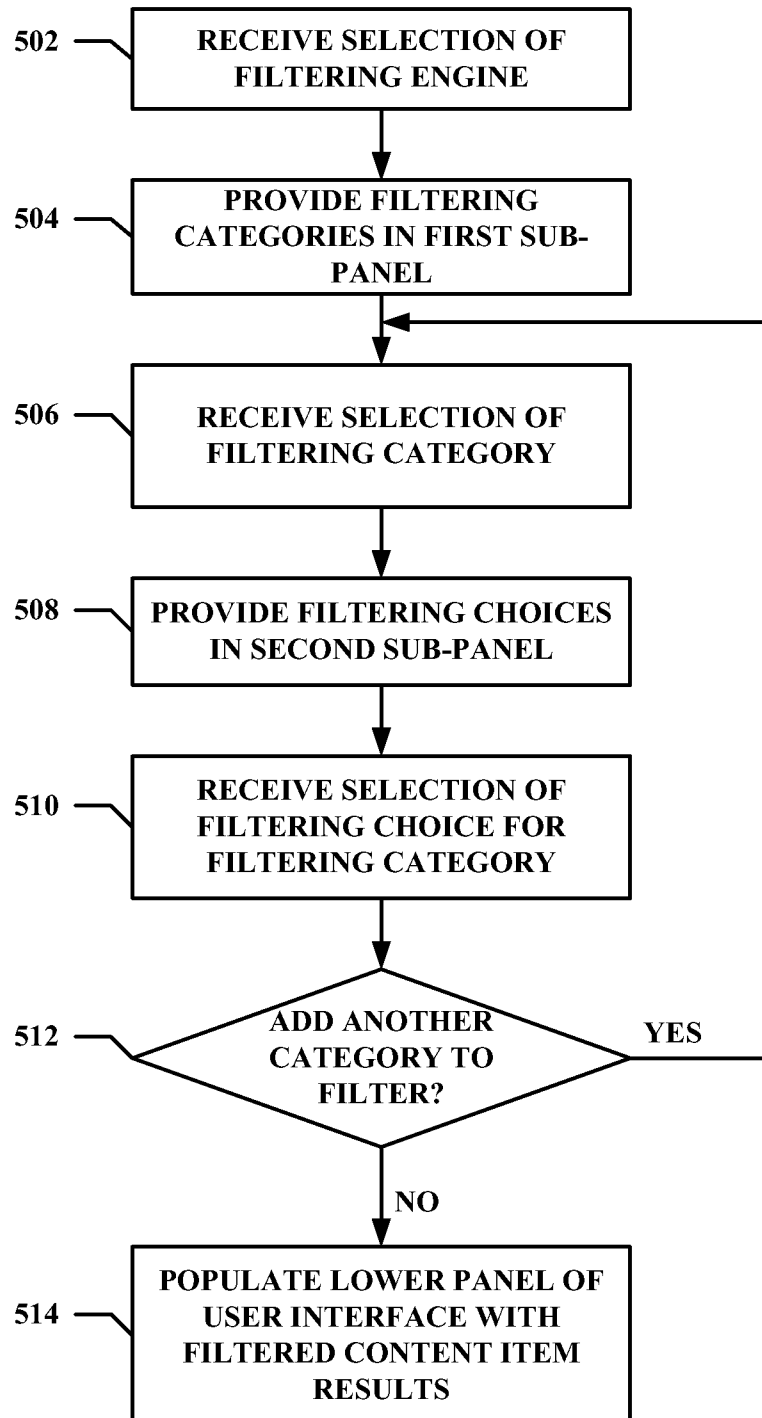 502
RECEIVE SELECTION OF
FILTERING ENGINE
504
PROVIDE FILTERING
CATEGORIES IN FIRST SUB-
PANEL
506
RECEIVE SELECTION OF
FILTERING CATEGORY
508
PROVIDE FILTERING CHOICES
IN SECOND SUB-PANEL
510
RECEIVE SELECTION OF
FILTERING CHOICE FOR
FILTERING CATEGORY
512
ADD ANOTHER
CATEGORY TO
FILTER?
YES
NO
514
POPULATE LOWER PANEL OF
USER INTERFACE WITH
FILTERED CONTENT ITEM
RESULTS